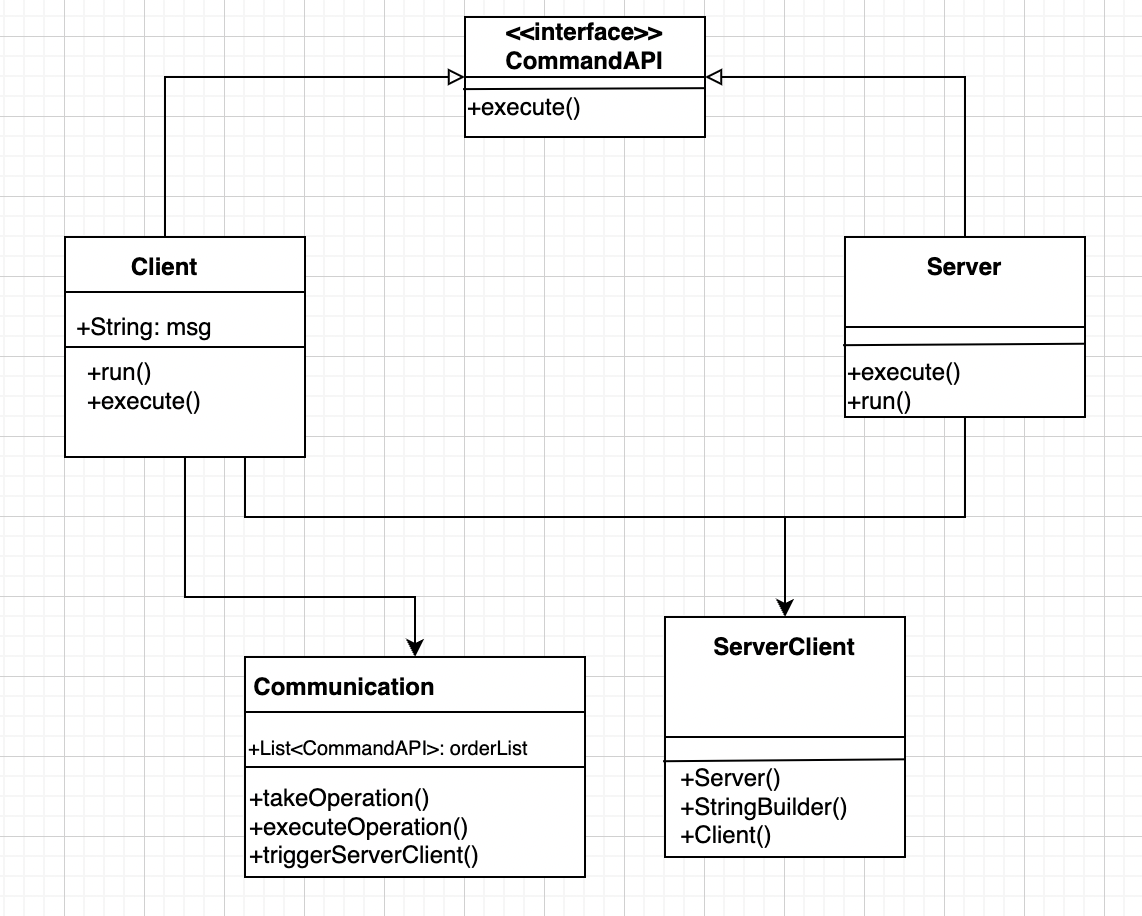 <<interface>>
CommandAPI
+execute()
Client
+String: msg
+run()
+execute()
Server
+execute()
+run()
Communication
+List<CommandAPI>: orderList
+takeOperation()
+executeOperation()
+triggerServerClient()
ServerClient
+Server()
+StringBuilder()
+Client()